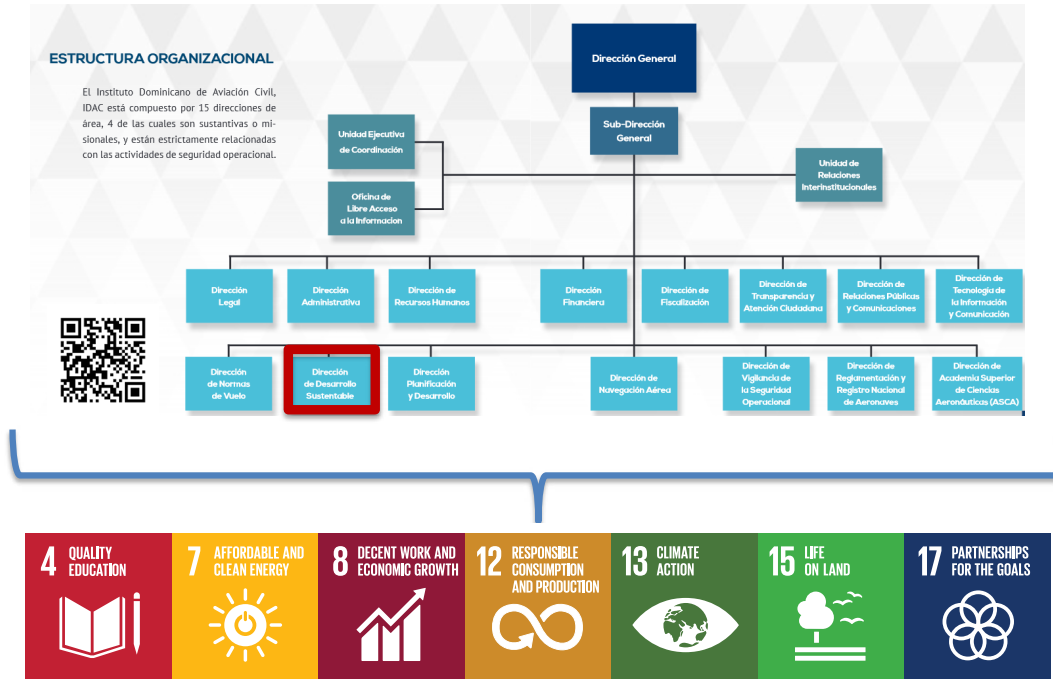 ESTRUCTURA ORGANIZACIONAL
El Instituto Dominicano de Aviación Civil,
IDAC está compuesto por 15 direcciones de
área, 4 de las cuales son sustantivas o mi-
sionales, y están estrictamente relacionadas
con las actividades de seguridad operacional.
Dirección General
Sub-Dirección
General
Unidad Ejecutiva
de Coordinación
Oficina de
Libre Acceso
a la Informacion
Unidad de
Relaciones
Interinstitucionales
Dirección
Legal
Dirección
Administrativa
Dirección de
Recursos Humanos
Dirección
Financiera
Dirección de
Fiscalización
Dirección de
Transparencia y
Atención Ciudadana
Dirección de
Relaciones Públicas
y Comunicaciones
Dirección de
Tecnología de
la Información
y Comunicación
Dirección
de Normas
de Vuelo
Dirección
de Desarrollo
Sustentable
Dirección
Planificación
y Desarrollo
Dirección de
Navegación Aérea
Dirección de
Vigilancia de
la Seguridad
Operacional
Dirección de
Reglamentación y
Registro Nacional
de Aeronaves
Dirección de
Academia Superior
de Ciencias
Aeronáuticas (ASCA)
4 QUALITY
EDUCATION
7 AFFORDABLE AND
CLEAN ENERGY
8 DECENT WORK AND
ECONOMIC GROWTH
12 RESPONSIBLE
CONSUMPTION
AND PRODUCTION
13 CLIMATE
ACTION
15 LIFE
ON LAND
17 PARTNERSHIPS
FOR THE GOALS